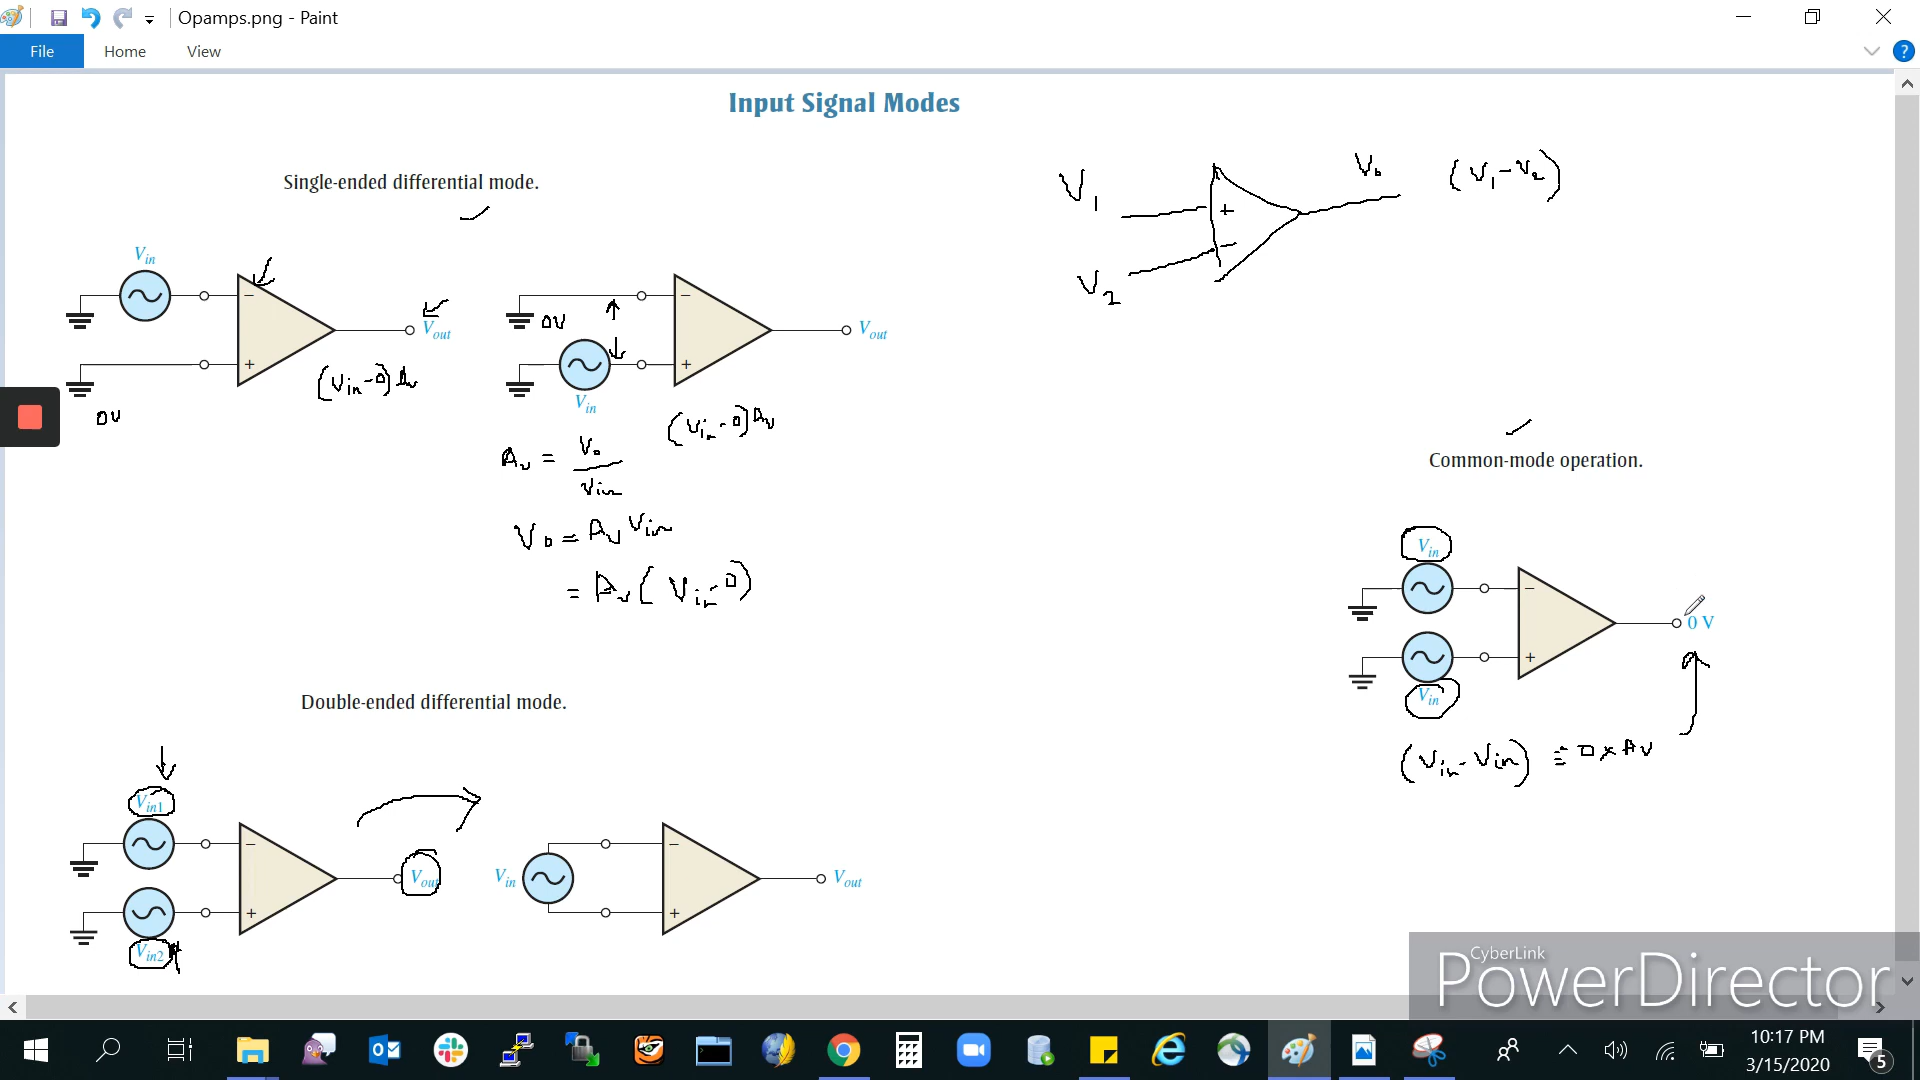 Opamps.png - Paint
File Home View
?
Input Signal Modes
Single-ended differential mode.
V1
V2
+
−
Vo
(V1-V2)
Vin
−
+
Vout
0V
(Vin-0)Av
0V
Vin
−
+
Vout
(Vin-0)Av
Av = Vo/Vin
Vo = AvVin
= Av(Vin-0)
Common-mode operation.
Vin
−
+
0 V
Vin
(Vin-Vin) = 0xAv
Double-ended differential mode.
Vin1
−
+
Vout
Vin2
Vin
−
+
Vout
CyberLink
PowerDirector
10:17 PM
3/15/2020
5